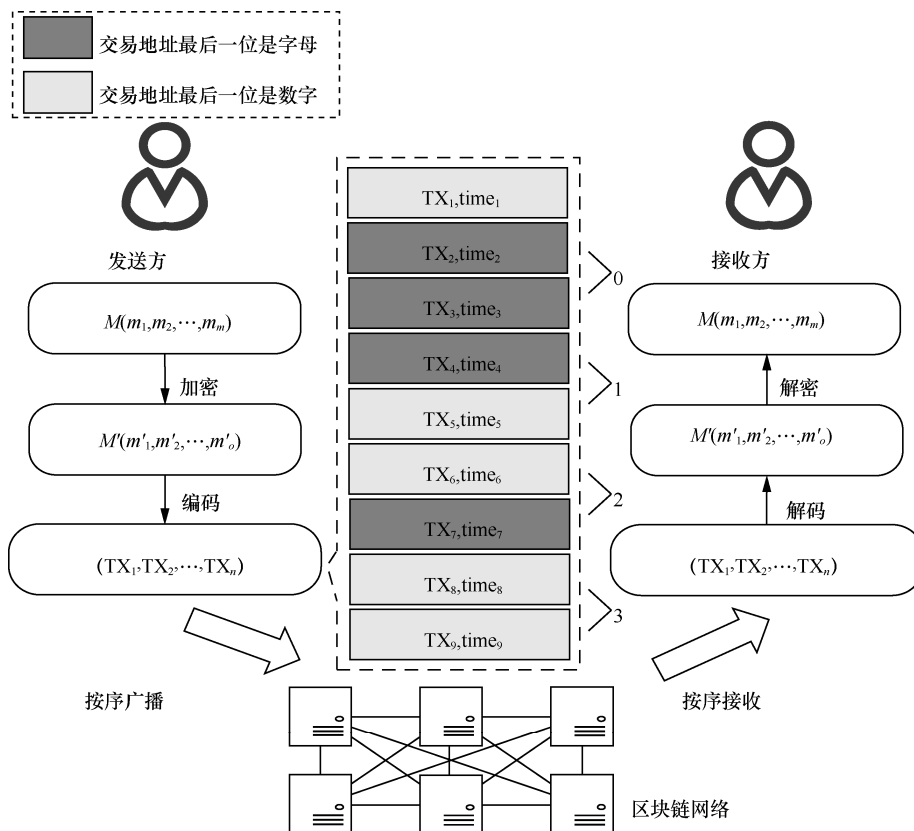 交易地址最后一位是字母
交易地址最后一位是数字
发送方
M(m₁,m₂,⋯,mₘ)
加密
M′(m′₁,m′₂,⋯,m′ₒ)
编码
(TX₁,TX₂,⋯,TXₙ)
按序广播
TX₁,time₁
TX₂,time₂
TX₃,time₃
TX₄,time₄
TX₅,time₅
TX₆,time₆
TX₇,time₇
TX₈,time₈
TX₉,time₉
0
1
2
3
接收方
M(m₁,m₂,⋯,mₘ)
解密
M′(m′₁,m′₂,⋯,m′ₒ)
解码
(TX₁,TX₂,⋯,TXₙ)
按序接收
区块链网络